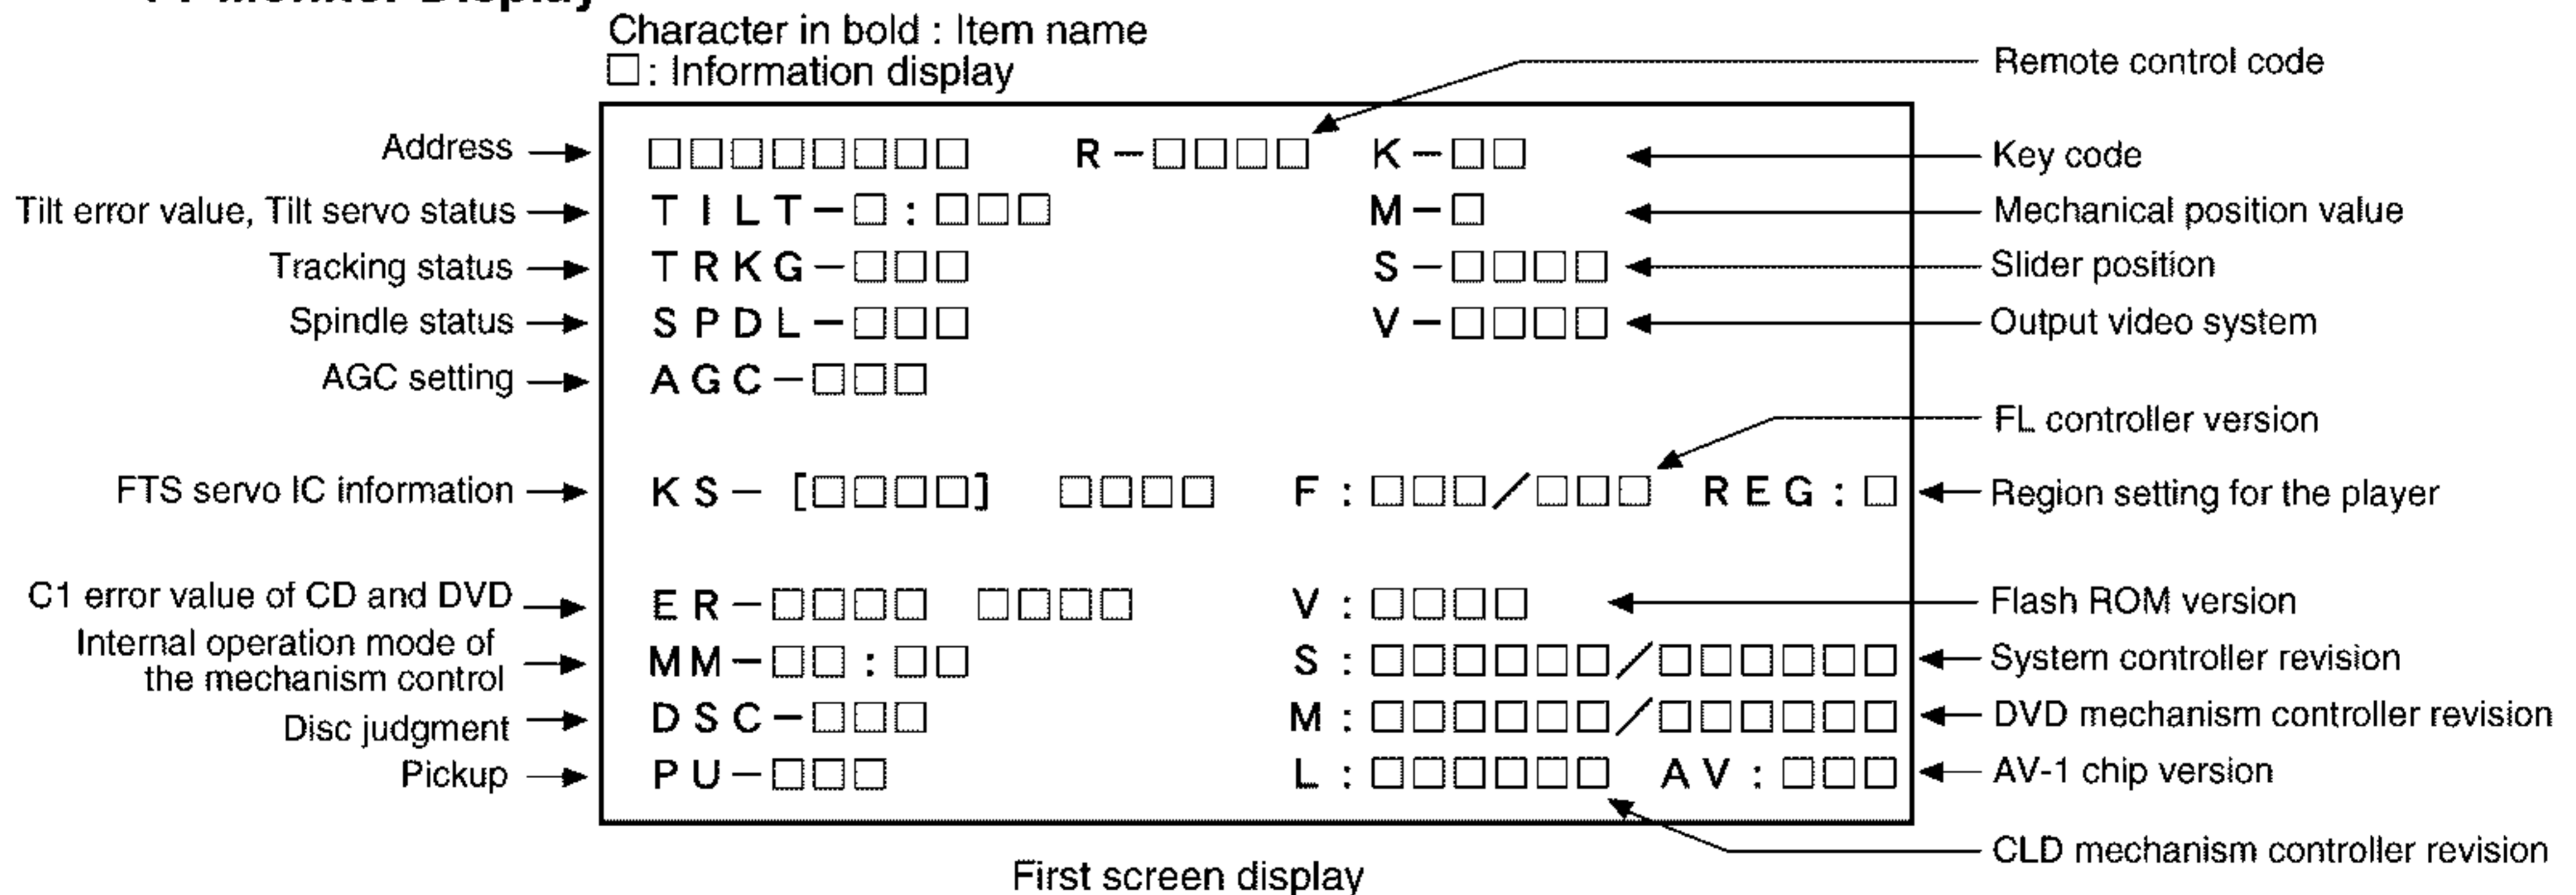 Monitor Display
Character in bold : Item name
□ : Information display
Remote control code
Address □□□□□□□□ R–□□□□ K–□□ Key code
Tilt error value, Tilt servo status TILT–□:□□□ M–□ Mechanical position value
Tracking status TRKG–□□□ S–□□□□ Slider position
Spindle status SPDL–□□□ V–□□□□ Output video system
AGC setting AGC–□□□
FL controller version
FTS servo IC information KS– [□□□□] □□□□ F:□□□/□□□ REG:□ Region setting for the player
C1 error value of CD and DVD ER–□□□□ □□□□ V:□□□□ Flash ROM version
Internal operation mode of
the mechanism control MM–□□:□□ S:□□□□□□/□□□□□□ System controller revision
Disc judgment DSC–□□□ M:□□□□□□/□□□□□□ DVD mechanism controller revision
Pickup PU–□□□ L:□□□□□□ AV:□□□ AV-1 chip version
CLD mechanism controller revision
First screen display